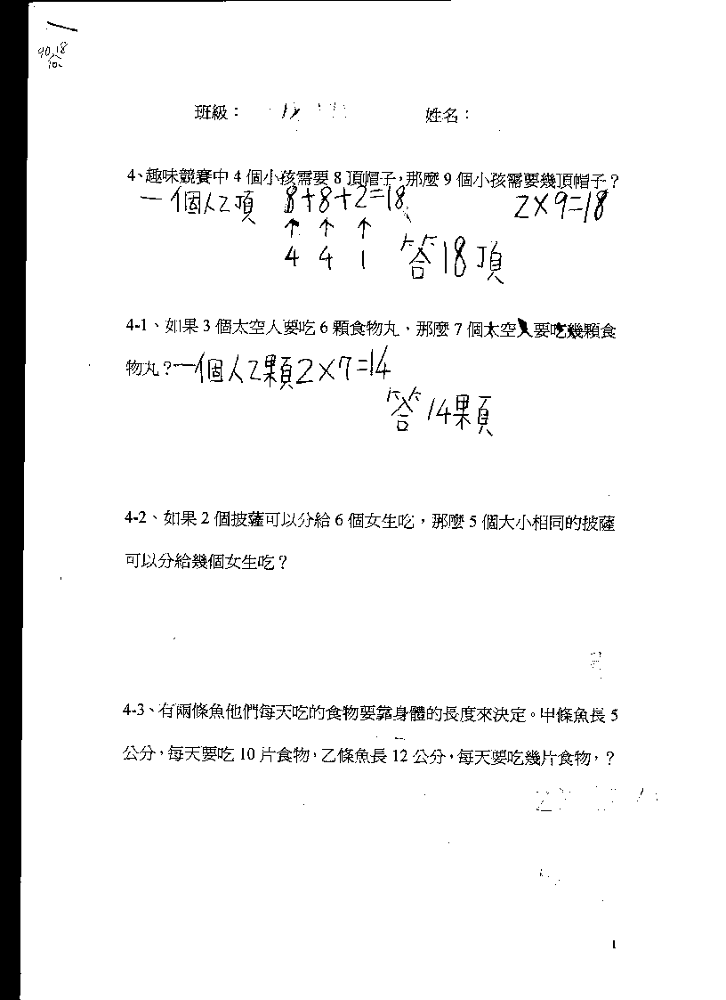 90.18
班級：
姓名：
4、趣味競賽中 4 個小孩需要 8 頂帽子，那麼 9 個小孩需要幾頂帽子？
一個人2頂 8+8+2=18 2×9=18
↑ ↑ ↑
4 4 1 答18頂
4-1、如果 3 個太空人要吃 6 顆食物丸，那麼 7 個太空人要吃幾顆食
物丸？一個人2顆2×7=14
答14顆
4-2、如果 2 個披薩可以分給 6 個女生吃，那麼 5 個大小相同的披薩
可以分給幾個女生吃？
4-3、有兩條魚他們每天吃的食物要靠身體的長度來決定。甲條魚長 5
公分，每天要吃 10 片食物，乙條魚長 12 公分，每天要吃幾片食物，？
1